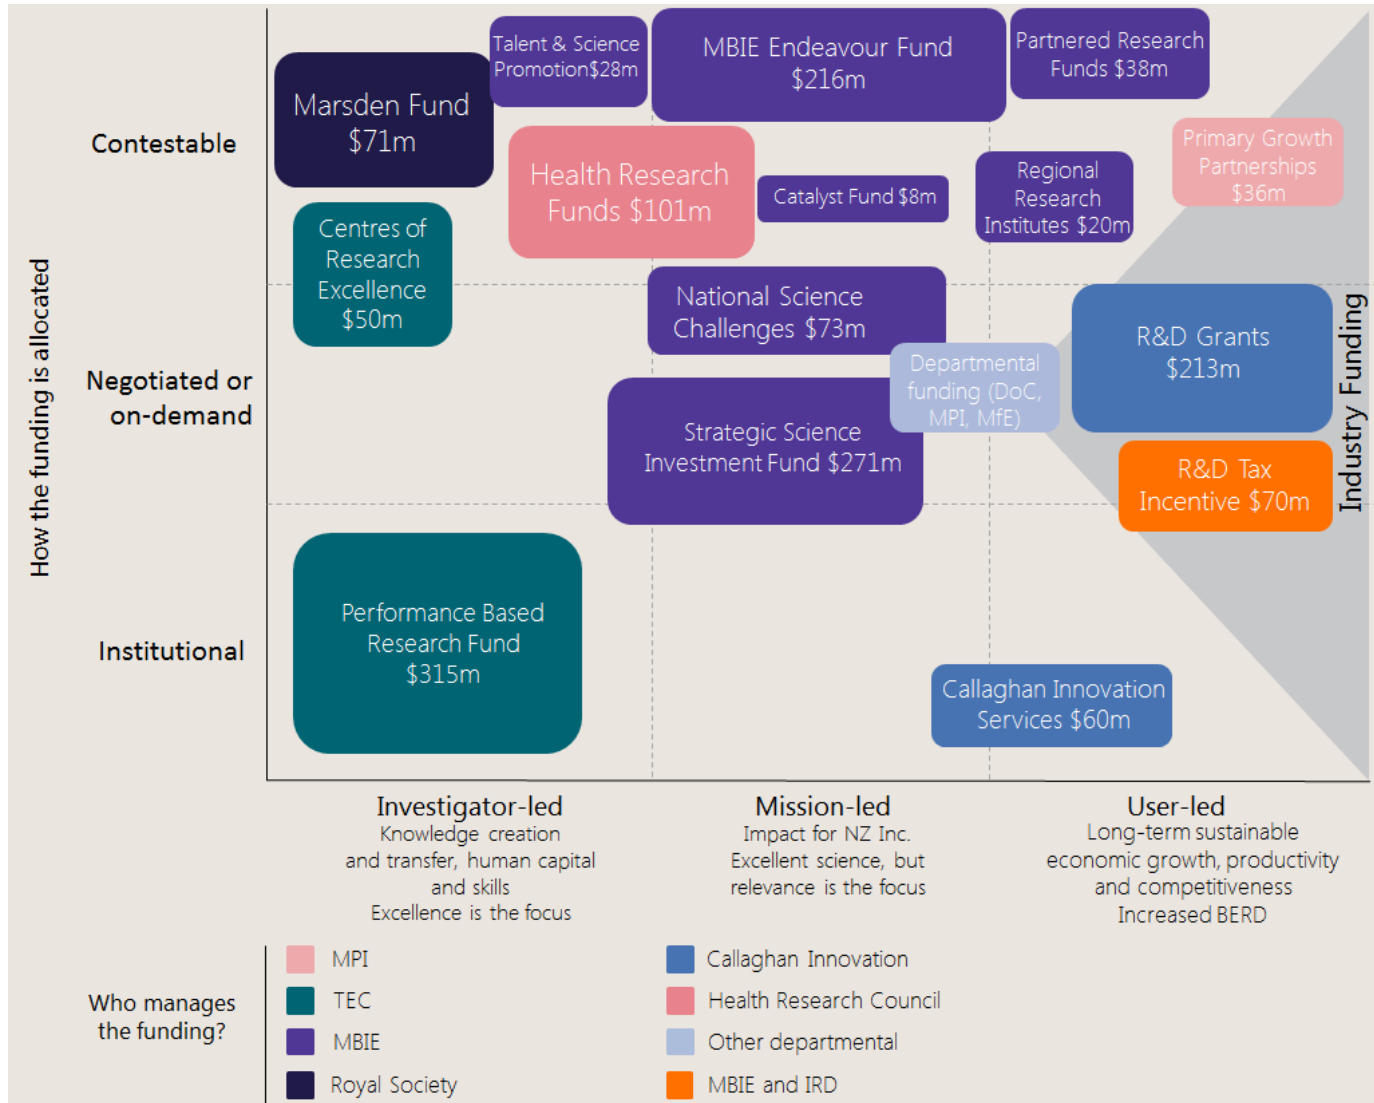 Talent & Science
Promotion$28m
MBIE Endeavour Fund
$216m
Partnered Research
Funds $38m
Marsden Fund
$71m
Contestable
Health Research
Funds $101m
Catalyst Fund $8m
Regional
Research
Institutes $20m
Primary Growth
Partnerships
$36m
Centres of
Research
Excellence
$50m
How the funding is allocated
National Science
Challenges $73m
R&D Grants
$213m
Industry Funding
Negotiated or
on-demand
Departmental
funding (DoC,
MPI, MfE)
Strategic Science
Investment Fund $271m
R&D Tax
Incentive $70m
Institutional
Performance Based
Research Fund
$315m
Callaghan Innovation
Services $60m
Investigator-led
Knowledge creation
and transfer, human capital
and skills
Excellence is the focus
Mission-led
Impact for NZ Inc.
Excellent science, but
relevance is the focus
User-led
Long-term sustainable
economic growth, productivity
and competitiveness
Increased BERD
Who manages
the funding?
MPI
TEC
MBIE
Royal Society
Callaghan Innovation
Health Research Council
Other departmental
MBIE and IRD